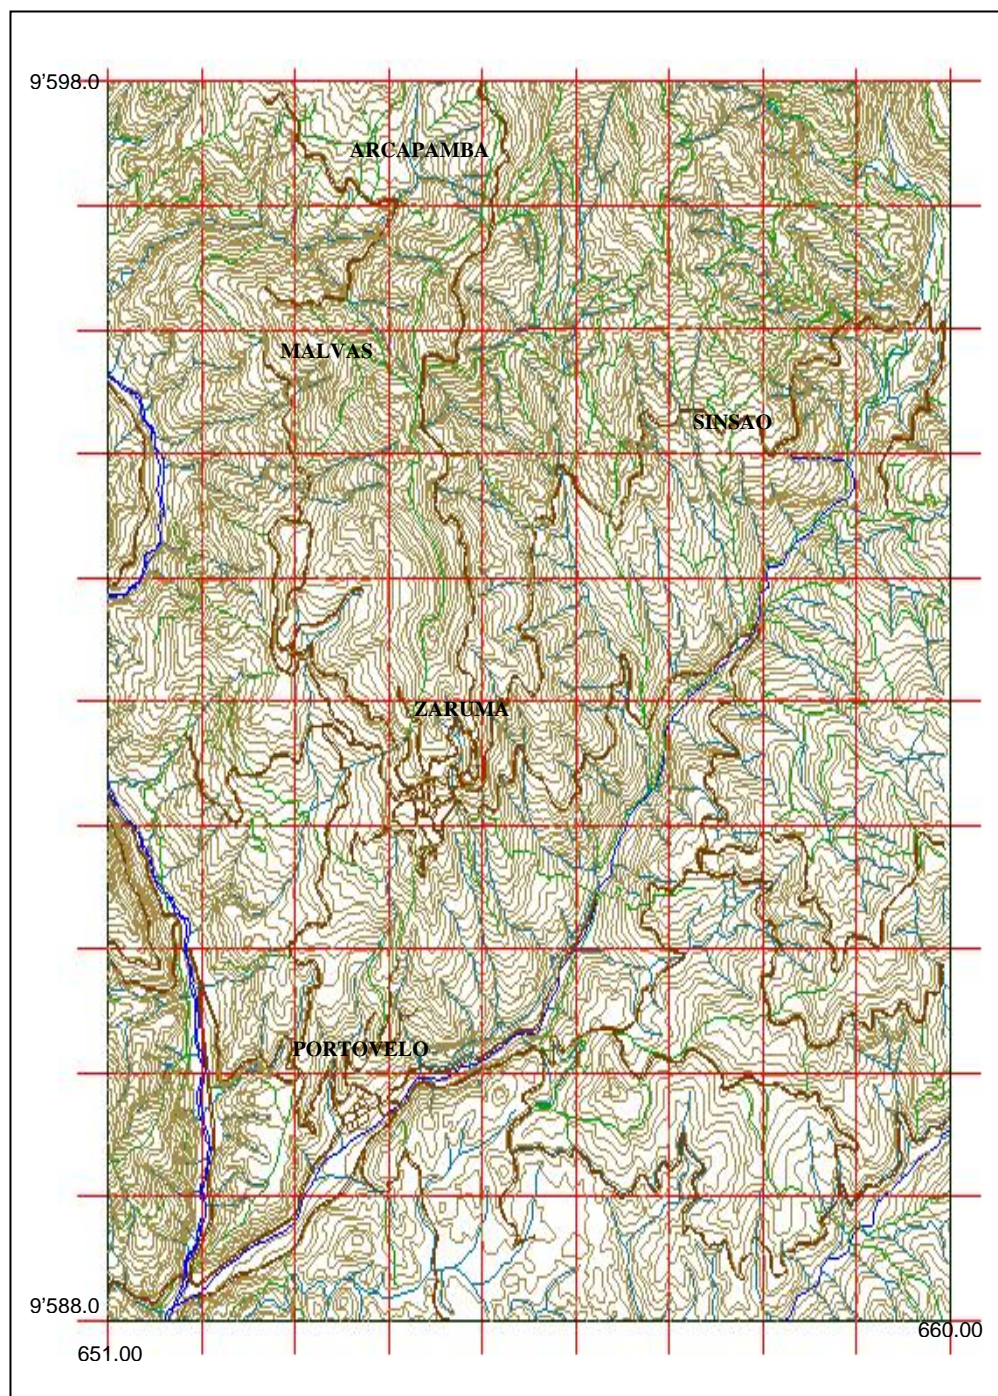 9’598.0
ARCAPAMBA
MALVAS
SINSAO
ZARUMA
PORTOVELO
9’588.0
660.00
651.00